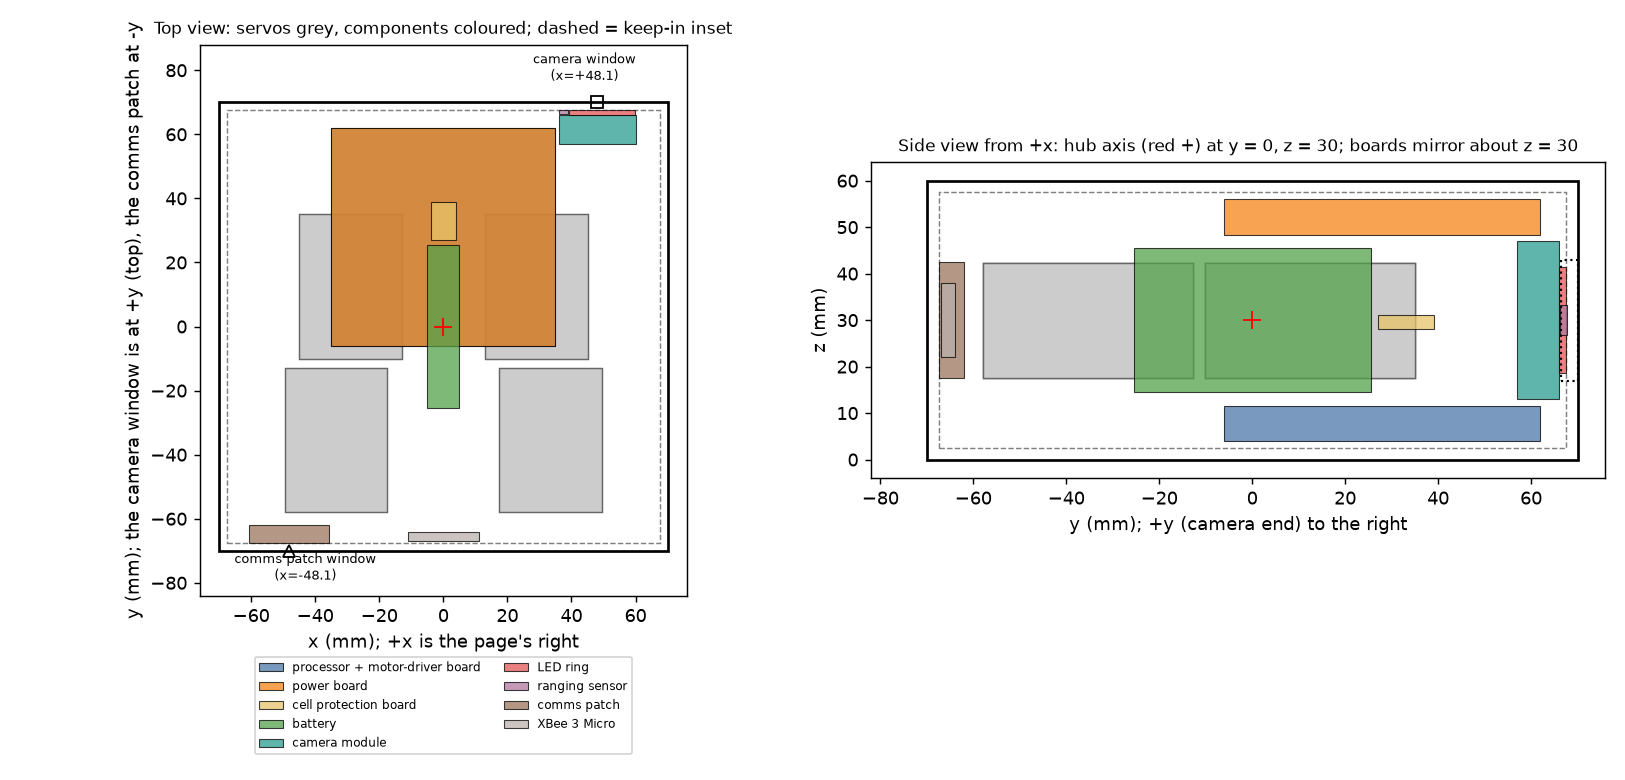 Top view: servos grey, components coloured; dashed = keep-in inset
camera window
(x=+48.1)
80
60
40
20
0
−20
−40
−60
−80
y (mm); the camera window is at +y (top), the comms patch at -y
comms patch window
(x=-48.1)
−60 −40 −20 0 20 40 60
x (mm); +x is the page's right
processor + motor-driver board
power board
cell protection board
battery
camera module
LED ring
ranging sensor
comms patch
XBee 3 Micro
Side view from +x: hub axis (red +) at y = 0, z = 30; boards mirror about z = 30
60
50
40
30
20
10
0
z (mm)
−80 −60 −40 −20 0 20 40 60
y (mm); +y (camera end) to the right